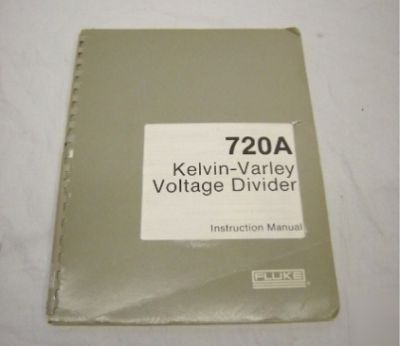 720A
Kelvin-Varley
Voltage Divider
Instruction Manual
FLUKE